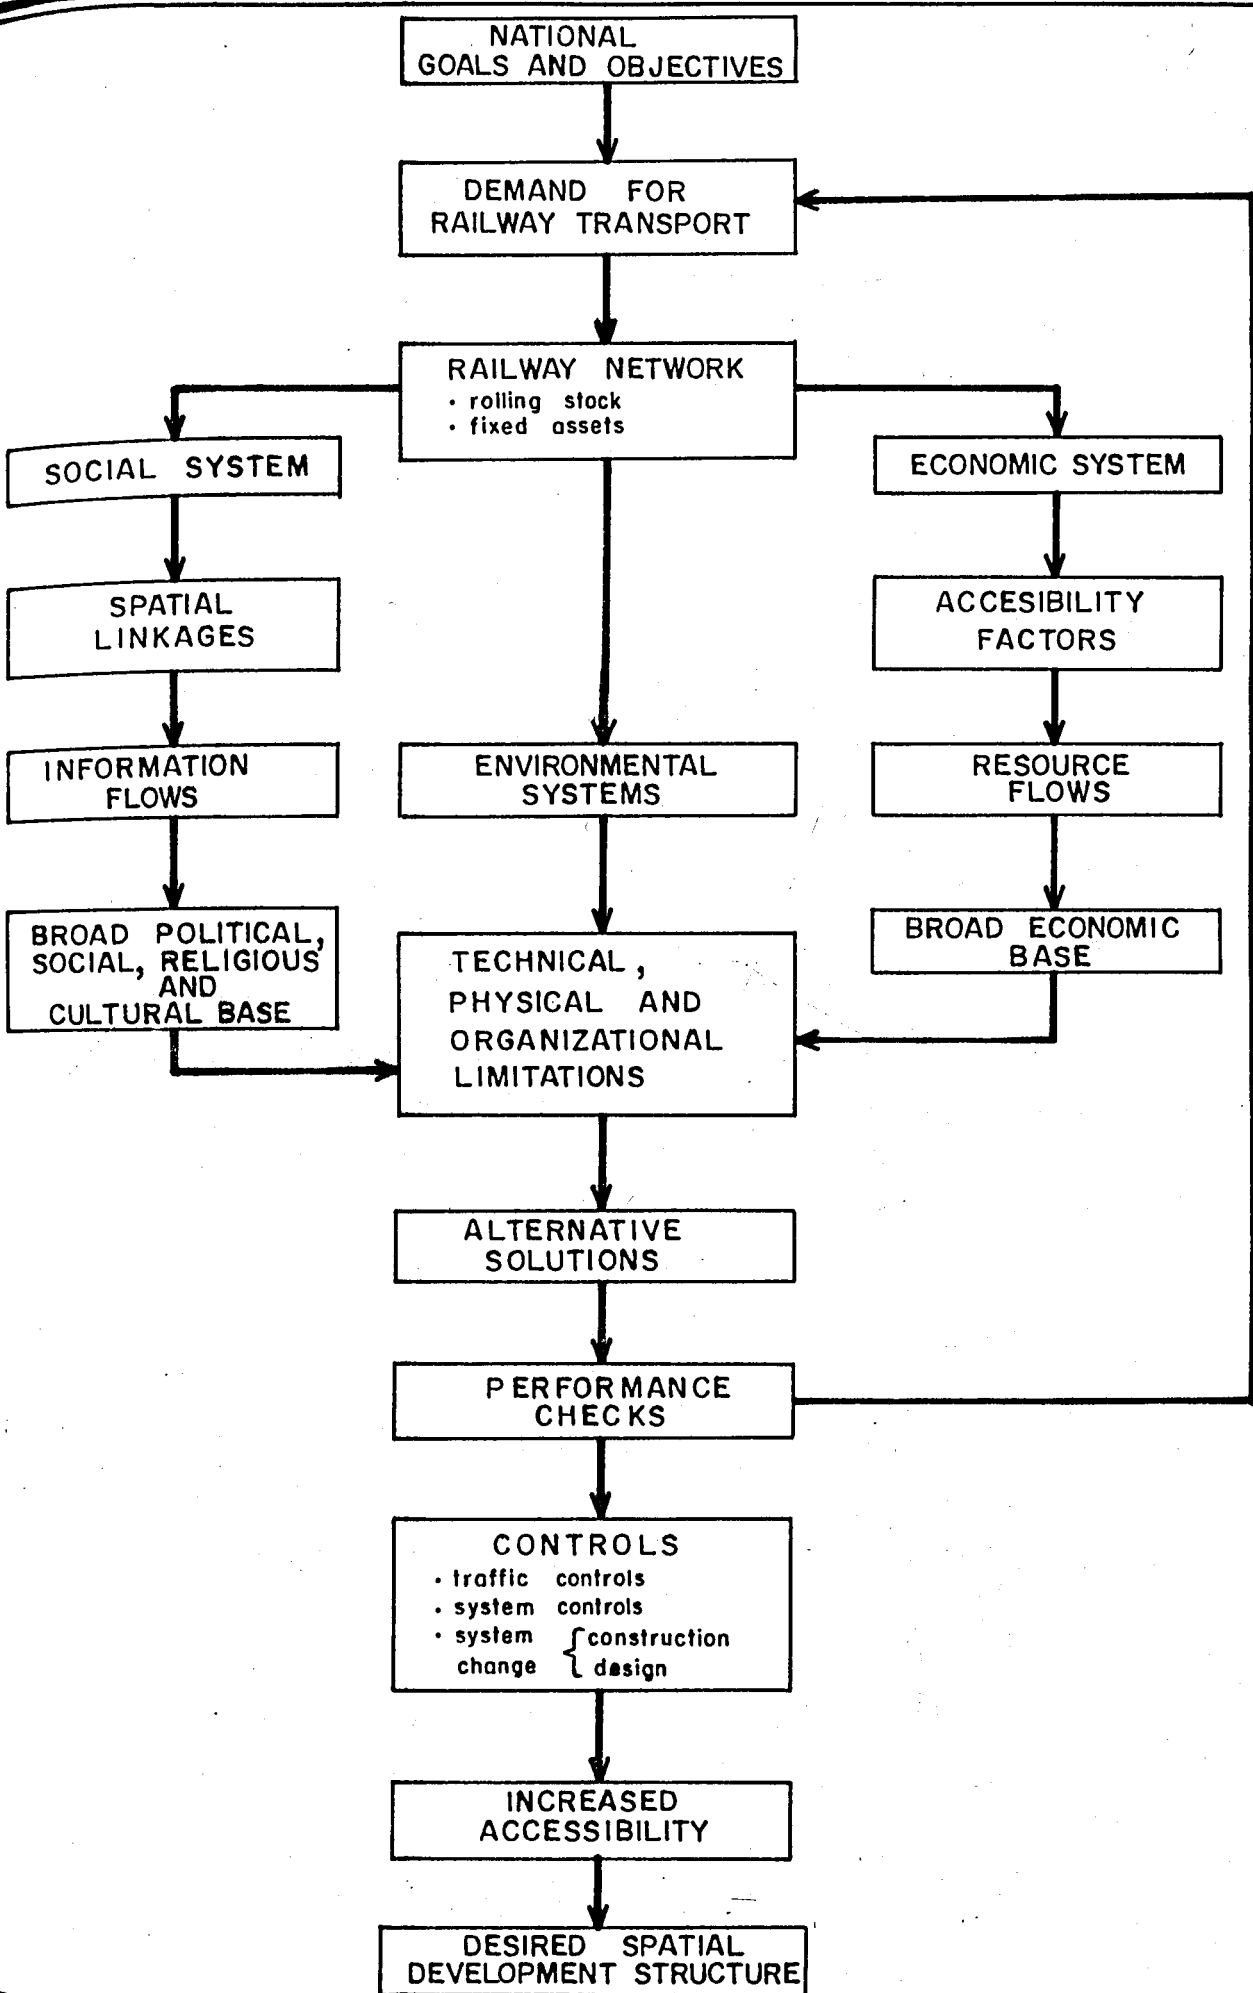 NATIONAL
GOALS AND OBJECTIVES
DEMAND FOR
RAILWAY TRANSPORT
RAILWAY NETWORK
• rolling stock
• fixed assets
SOCIAL SYSTEM
ECONOMIC SYSTEM
SPATIAL
LINKAGES
ACCESIBILITY
FACTORS
INFORMATION
FLOWS
ENVIRONMENTAL
SYSTEMS
RESOURCE
FLOWS
BROAD POLITICAL,
SOCIAL, RELIGIOUS
AND
CULTURAL BASE
TECHNICAL,
PHYSICAL AND
ORGANIZATIONAL
LIMITATIONS
BROAD ECONOMIC
BASE
ALTERNATIVE
SOLUTIONS
PERFORMANCE
CHECKS
CONTROLS
• traffic controls
• system controls
• system { construction
change design
INCREASED
ACCESSIBILITY
DESIRED SPATIAL
DEVELOPMENT STRUCTURE